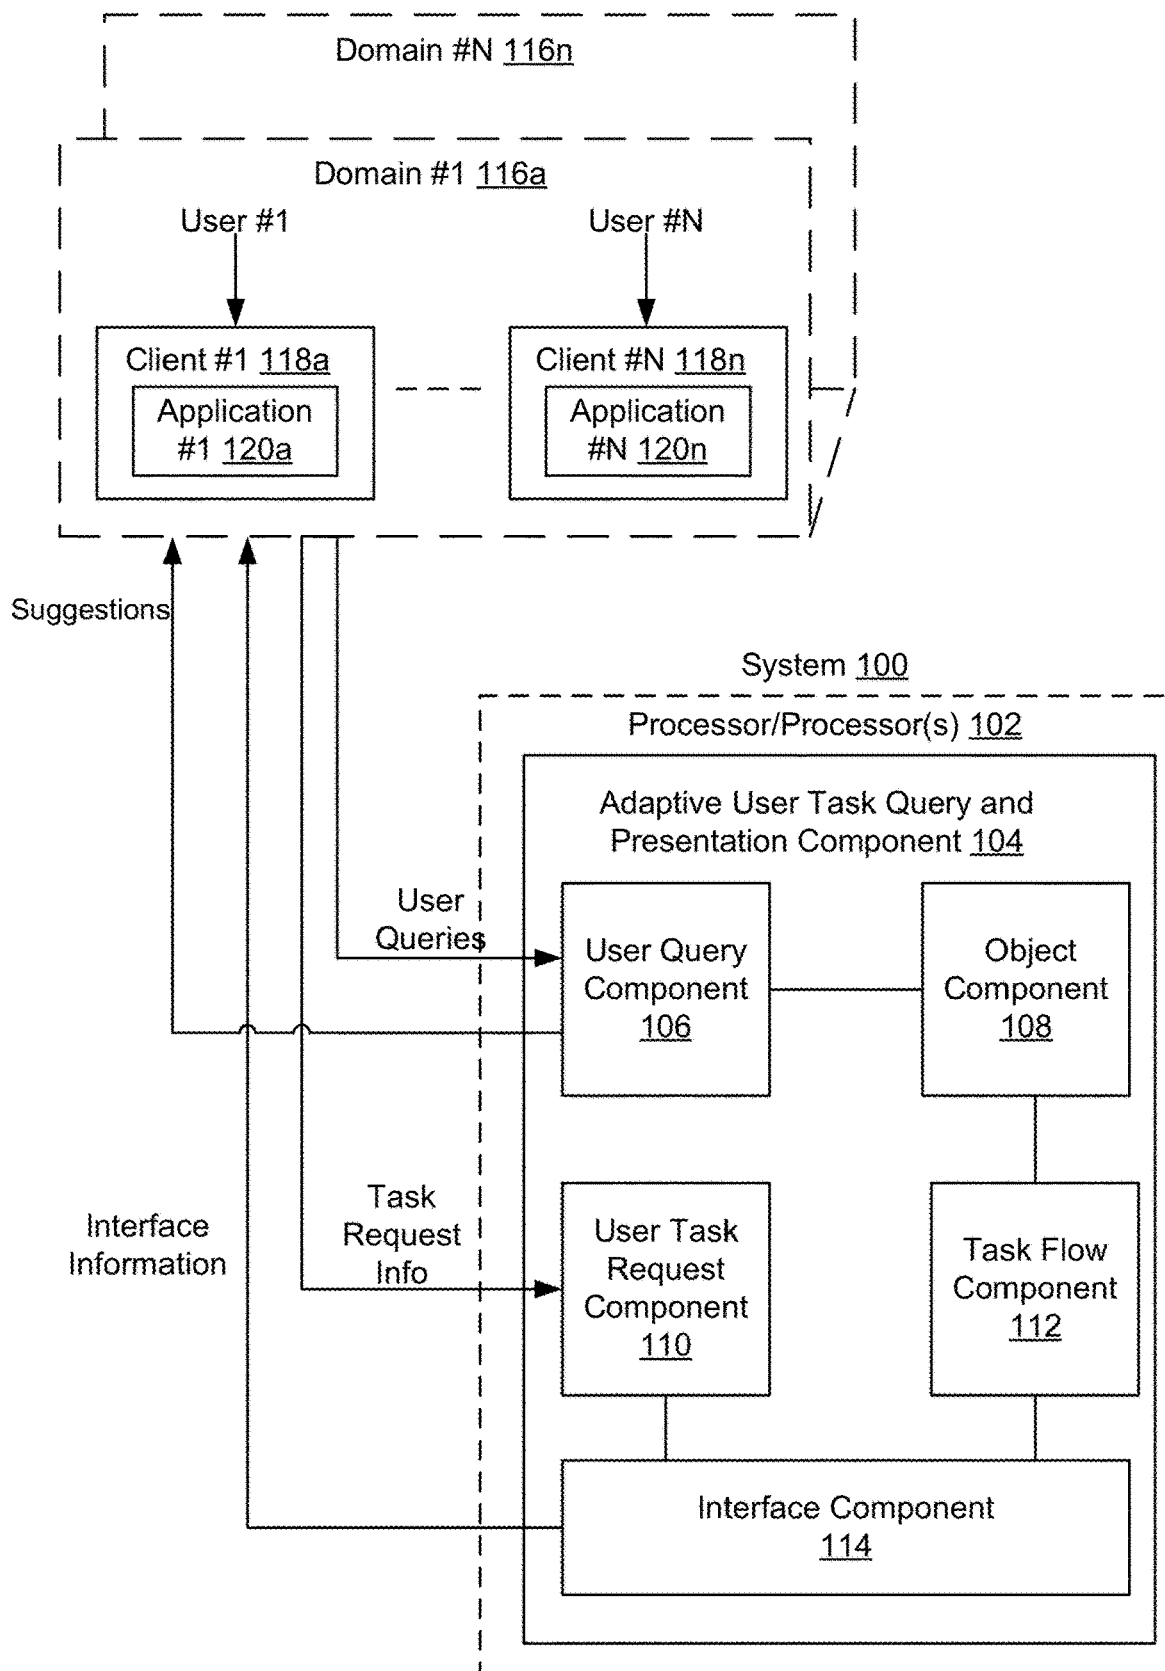 Domain #N 116n
Domain #1 116a
User #1
User #N
Client #1 118a
Application
#1 120a
Client #N 118n
Application
#N 120n
Suggestions
System 100
Processor/Processor(s) 102
Adaptive User Task Query and
Presentation Component 104
User
Queries
User Query
Component
106
Object
Component
108
Interface
Information
Task
Request
Info
User Task
Request
Component
110
Task Flow
Component
112
Interface Component
114